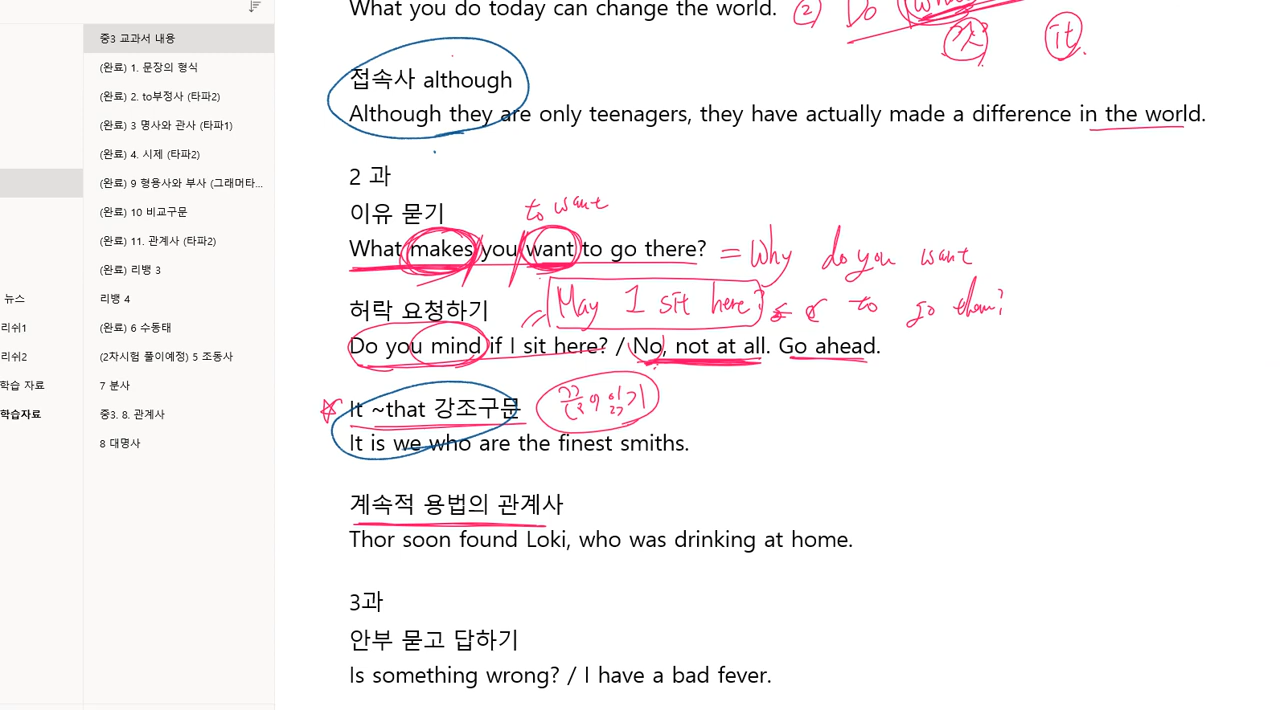 중3 교과서 내용
(완료) 1. 문장의 형식
(완료) 2. to부정사 (타파2)
(완료) 3 명사와 관사 (타파1)
(완료) 4. 시제 (타파2)
(완료) 9 형용사와 부사 (그래머타...
(완료) 10 비교구문
(완료) 11. 관계사 (타파2)
(완료) 리뱅 3
뉴스
리뱅 4
리쉬1
(완료) 6 수동태
리쉬2
(2차시험 풀이예정) 5 조동사
학습 자료
7 분사
학습자료
중3. 8. 관계사
8 대명사
What you do today can change the world.
② Do what
것 it
접속사 although
Although they are only teenagers, they have actually made a difference in the world.
2 과
이유 묻기
to want
What makes you want to go there?
= Why do you want
to go there?
허락 요청하기
May I sit here?
Do you mind if I sit here? / No, not at all. Go ahead.
It ~that 강조구문
It is we who are the finest smiths.
계속적 용법의 관계사
Thor soon found Loki, who was drinking at home.
3과
안부 묻고 답하기
Is something wrong? / I have a bad fever.